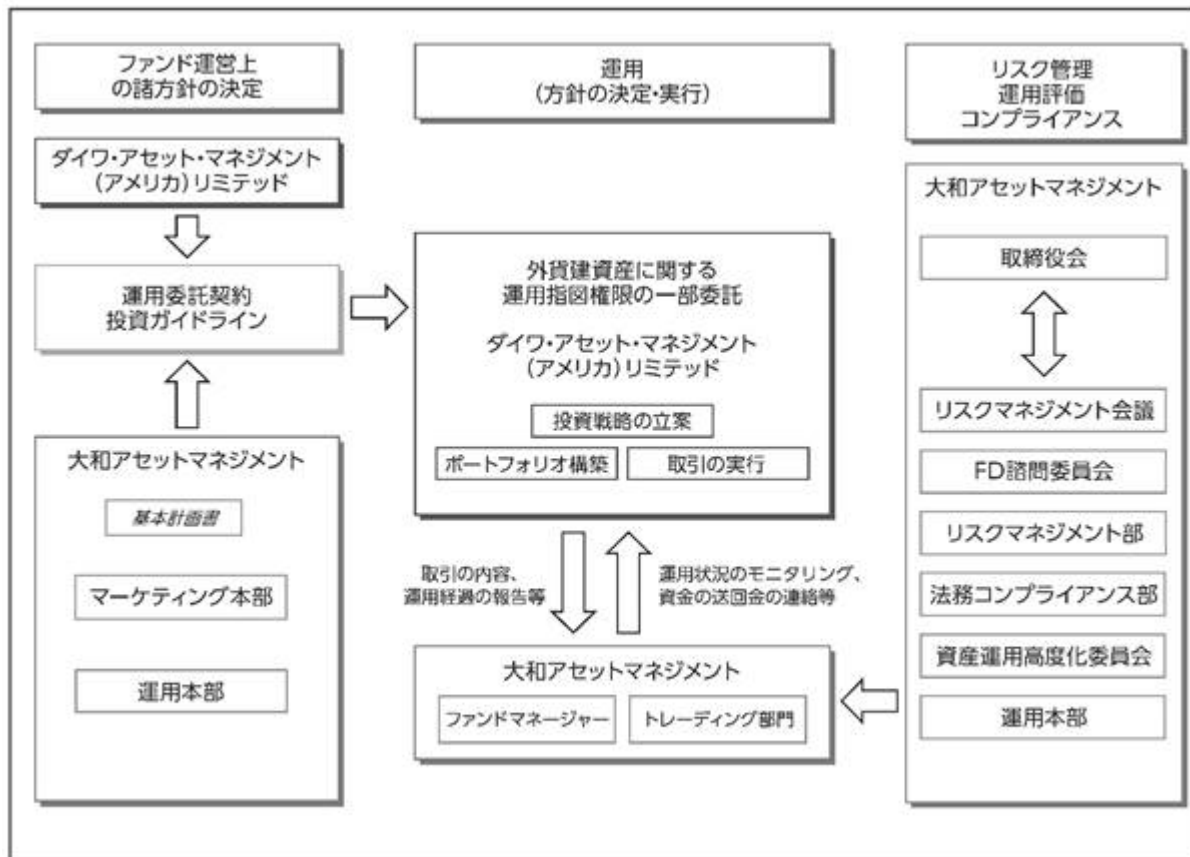 ファンド運営上
の諸方針の決定
ダイワ・アセット・マネジメント
(アメリカ)リミテッド
運用委託契約
投資ガイドライン
大和アセットマネジメント
基本計画書
マーケティング本部
運用本部
運用
(方針の決定・実行)
外貨建資産に関する
運用指図権限の一部委託
ダイワ・アセット・マネジメント
(アメリカ)リミテッド
投資戦略の立案
ポートフォリオ構築
取引の実行
取引の内容、
運用経過の報告等
運用状況のモニタリング、
資金の送回金の連絡等
大和アセットマネジメント
ファンドマネージャー
トレーディング部門
リスク管理
運用評価
コンプライアンス
大和アセットマネジメント
取締役会
リスクマネジメント会議
FD諮問委員会
リスクマネジメント部
法務コンプライアンス部
資産運用高度化委員会
運用本部